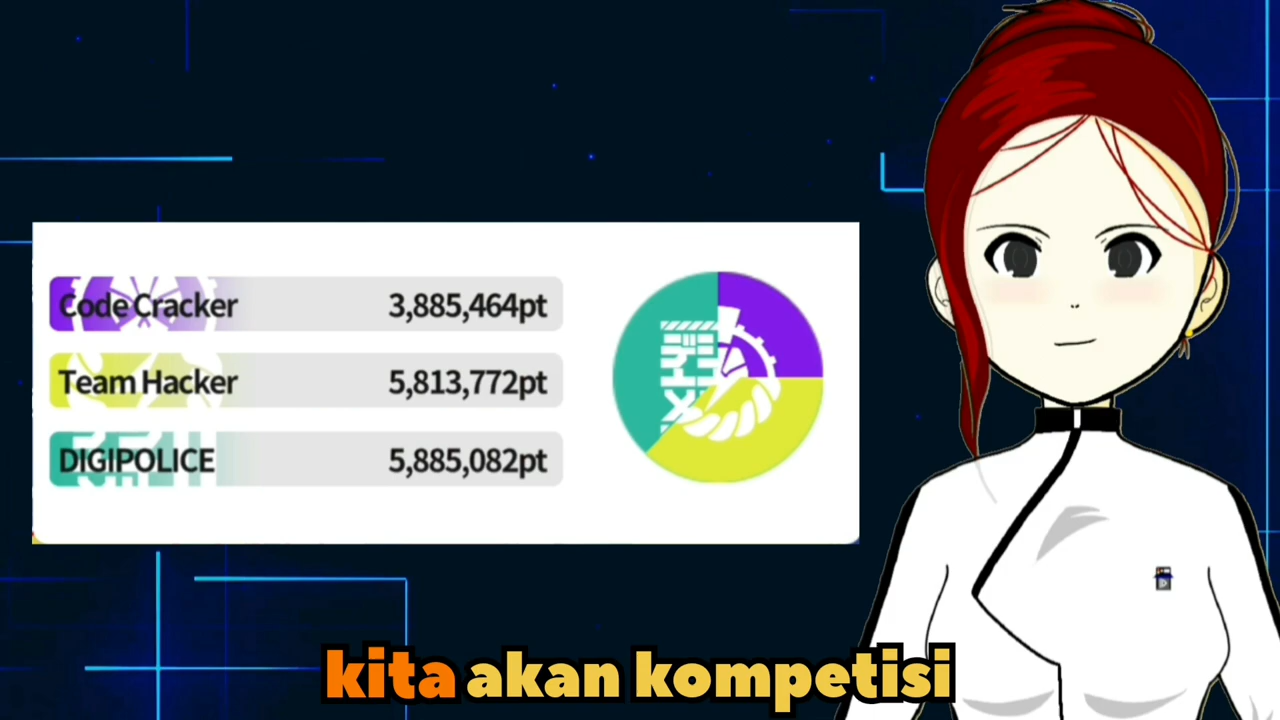 Code Cracker 3,885,464pt
Team Hacker 5,813,772pt
DIGIPOLICE 5,885,082pt
kita akan kompetisi